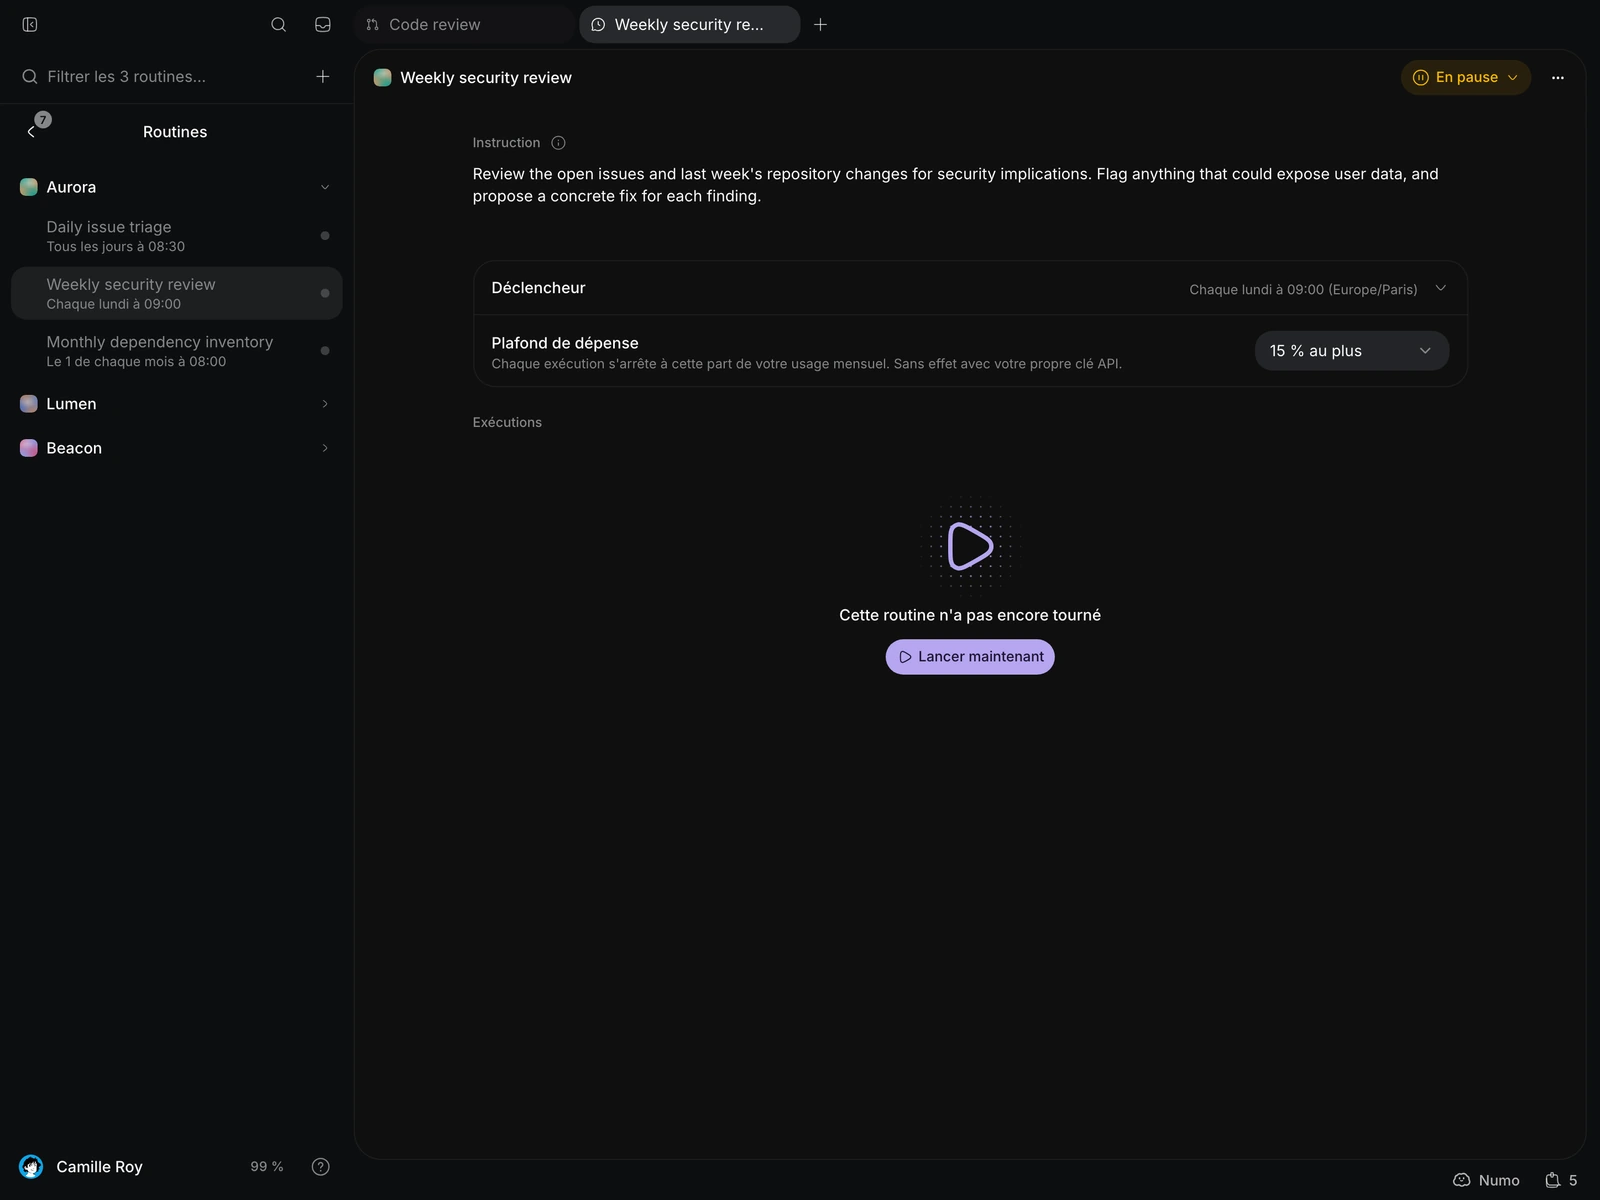 Code review
Weekly security re...
Filtrer les 3 routines...
Weekly security review
En pause
7
Routines
Aurora
Daily issue triage
Tous les jours à 08:30
Weekly security review
Chaque lundi à 09:00
Monthly dependency inventory
Le 1 de chaque mois à 08:00
Lumen
Beacon
Instruction
Review the open issues and last week's repository changes for security implications. Flag anything that could expose user data, and
propose a concrete fix for each finding.
Déclencheur
Chaque lundi à 09:00 (Europe/Paris)
Plafond de dépense
Chaque exécution s'arrête à cette part de votre usage mensuel. Sans effet avec votre propre clé API.
15 % au plus
Exécutions
Cette routine n'a pas encore tourné
Lancer maintenant
Camille Roy
99 %
Numo
5